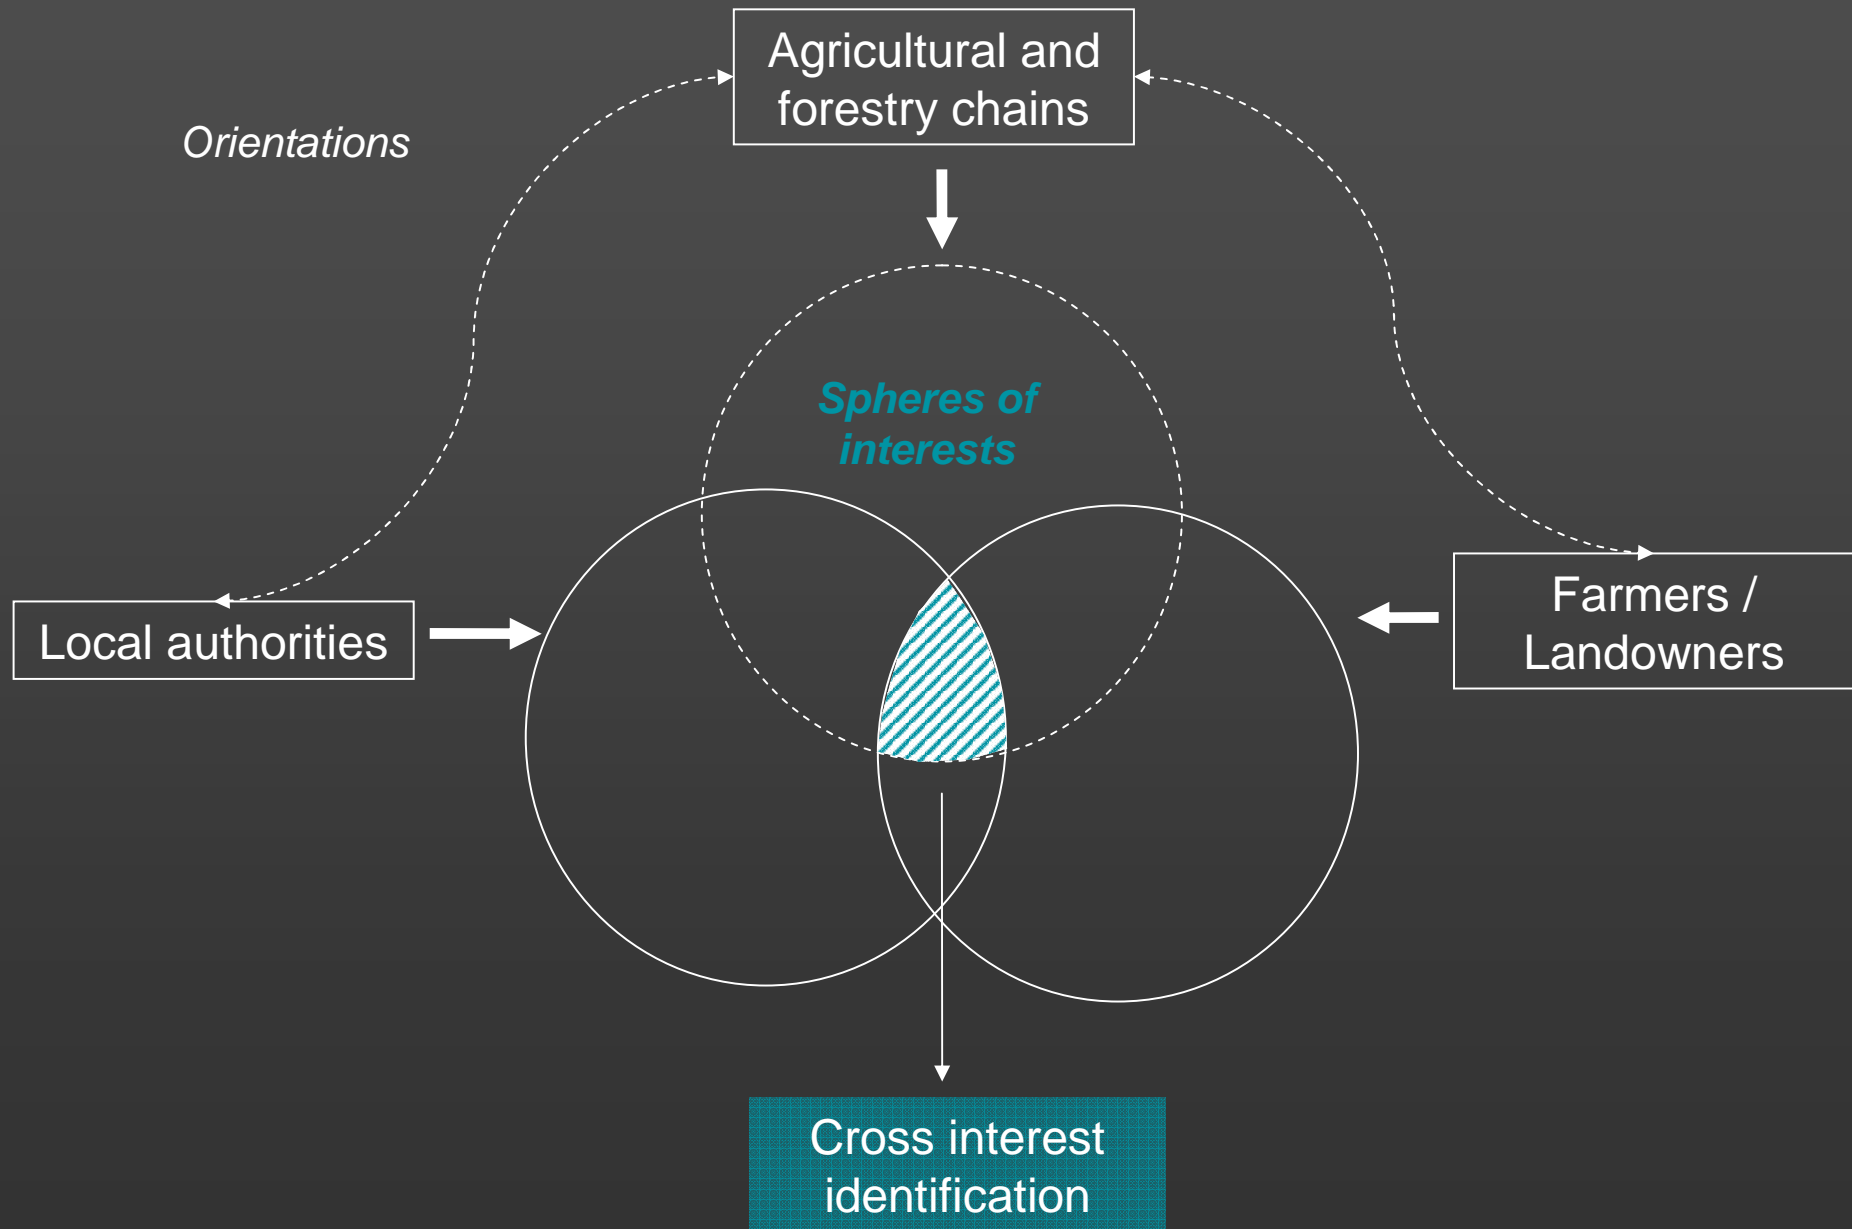 Agricultural and
forestry chains
Orientations
Spheres of
interests
Local authorities
Farmers /
Landowners
Cross interest
identification